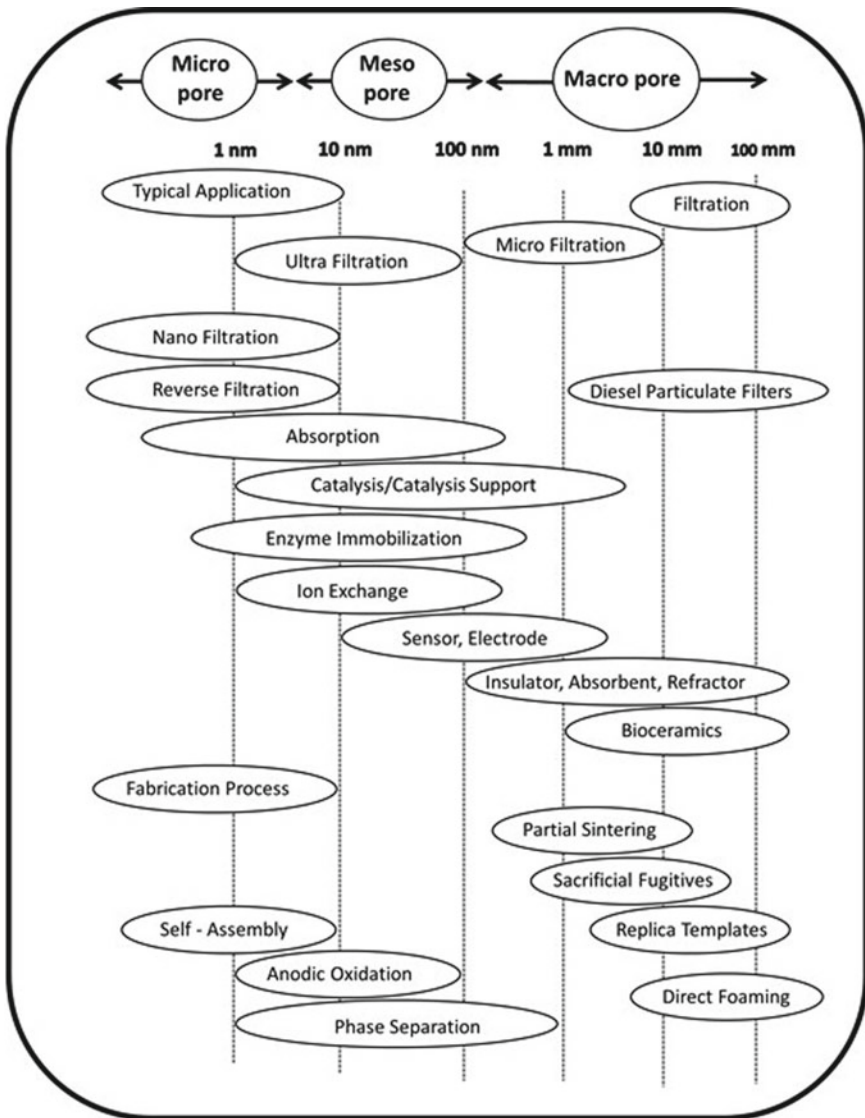 Micro
pore
Meso
pore
Macro pore
1 nm
10 nm
100 nm
1 mm
10 mm
100 mm
Typical Application
Filtration
Micro Filtration
Ultra Filtration
Nano Filtration
Reverse Filtration
Diesel Particulate Filters
Absorption
Catalysis/Catalysis Support
Enzyme Immobilization
Ion Exchange
Sensor, Electrode
Insulator, Absorbent, Refractor
Bioceramics
Fabrication Process
Partial Sintering
Sacrificial Fugitives
Self - Assembly
Replica Templates
Anodic Oxidation
Direct Foaming
Phase Separation